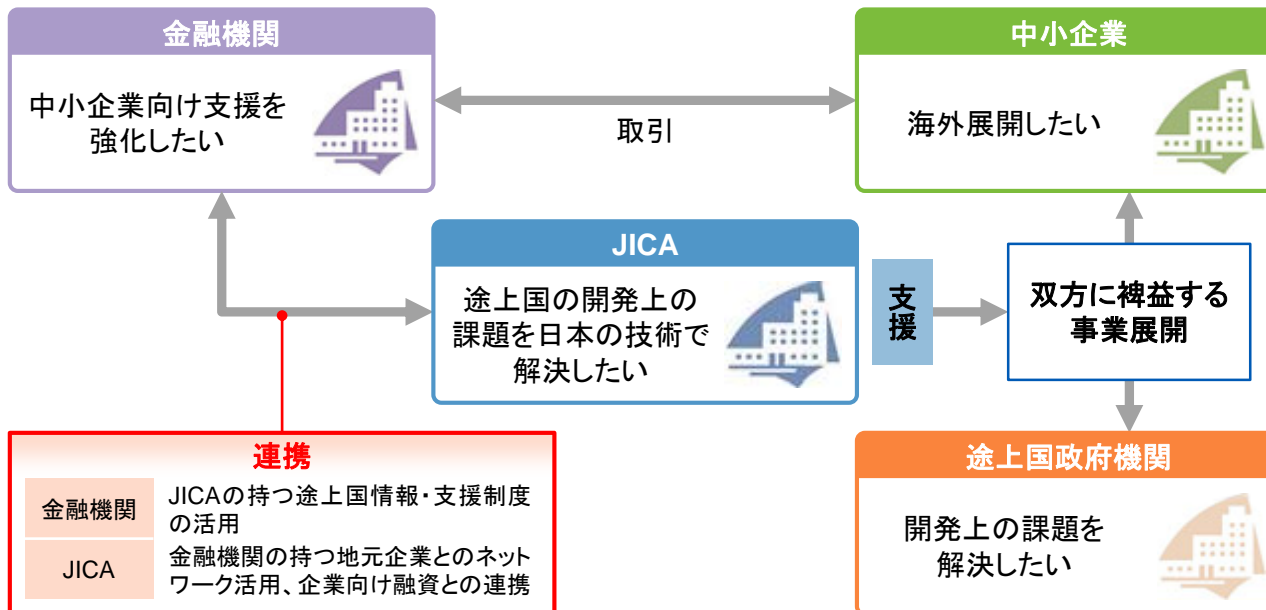 金融機関
中小企業向け支援を
強化したい
取引
中小企業
海外展開したい
JICA
途上国の開発上の
課題を日本の技術で
解決したい
支援
双方に裨益する
事業展開
連携
金融機関
JICAの持つ途上国情報・支援制度
の活用
JICA
金融機関の持つ地元企業とのネット
ワーク活用、企業向け融資との連携
途上国政府機関
開発上の課題を
解決したい